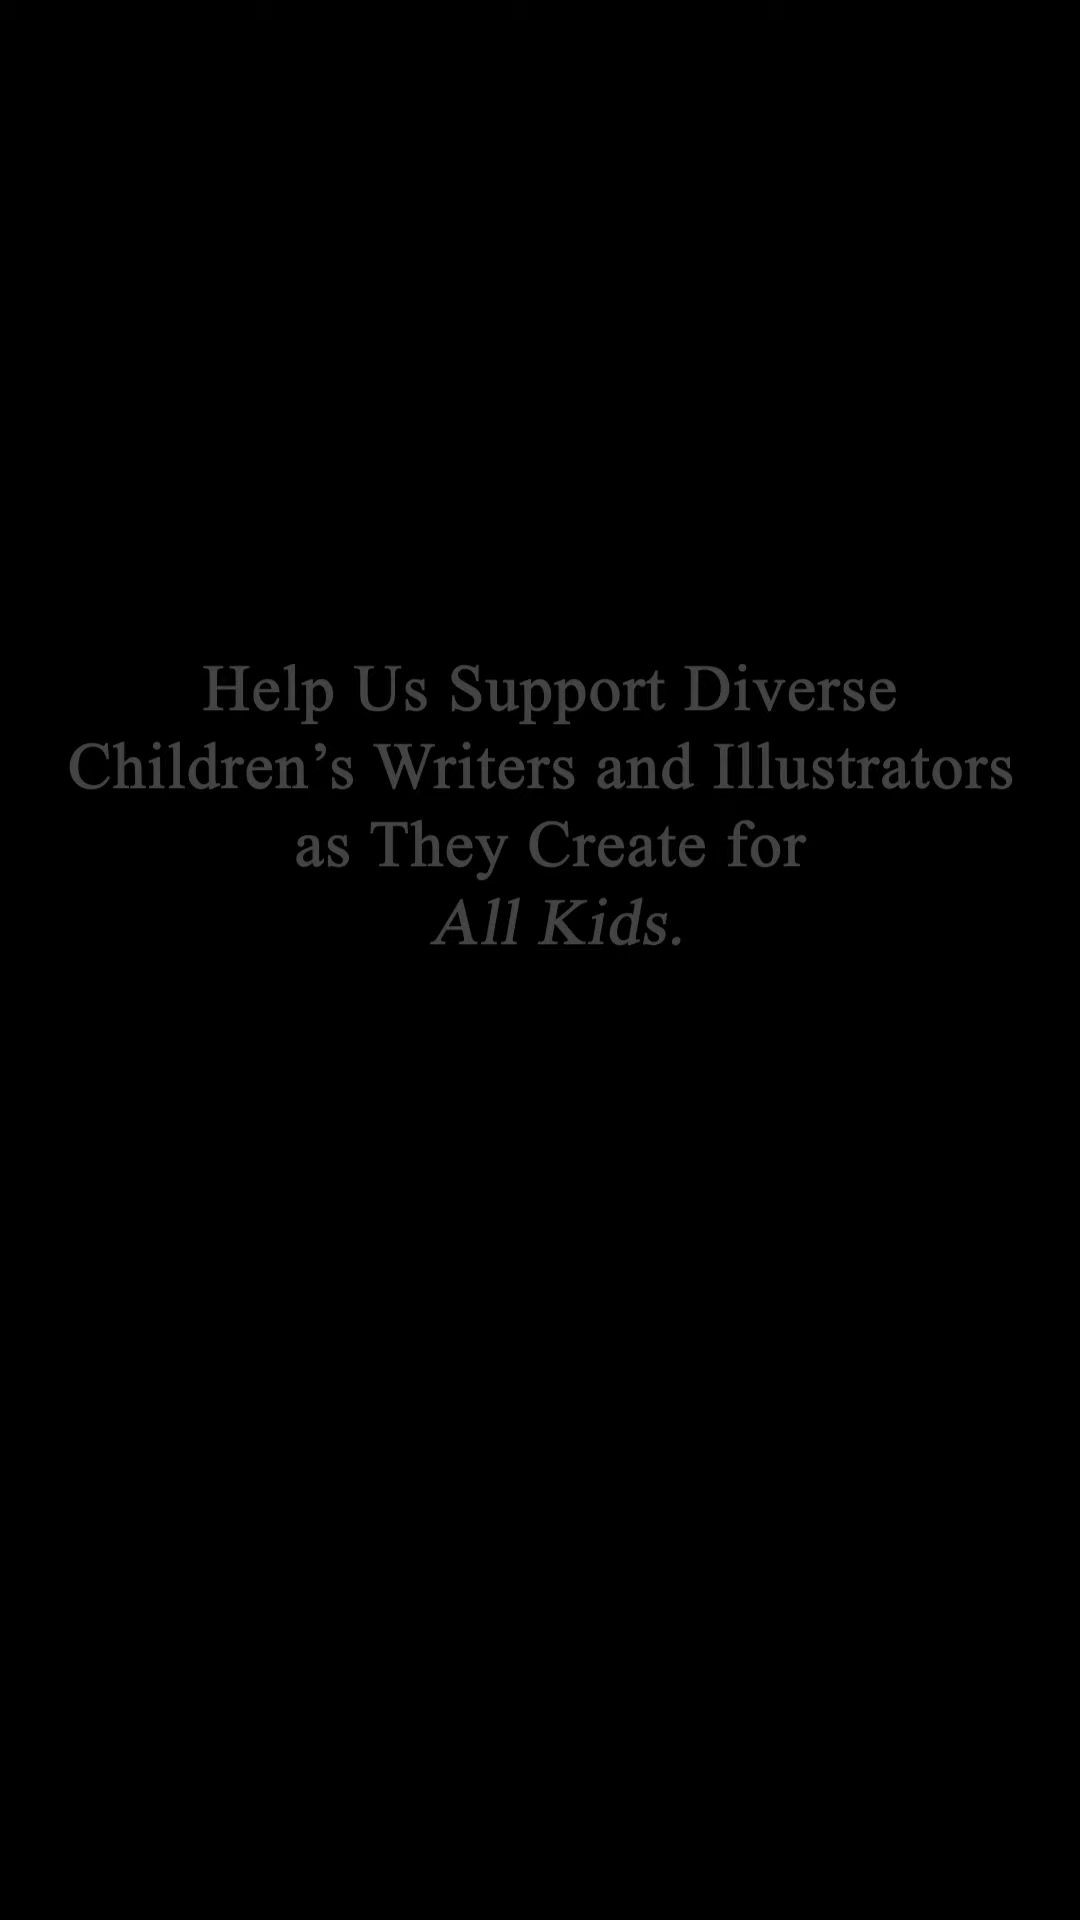 Help Us Support Diverse
Children’s Writers and Illustrators
as They Create for
All Kids.